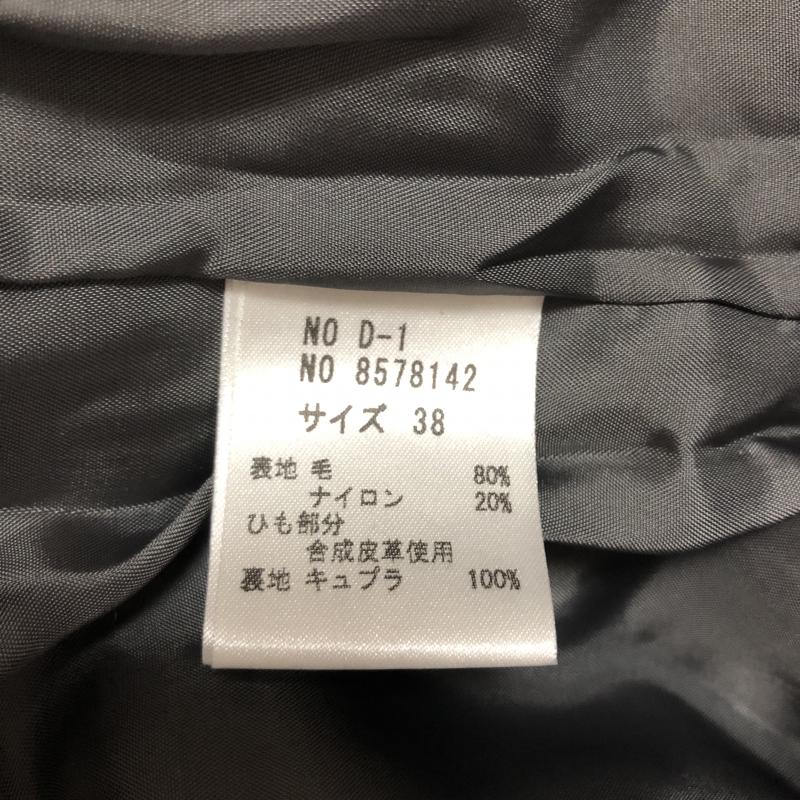 NO D-1
NO 8578142
サイズ 38
表地 毛 80%
ナイロン 20%
ひも部分
合成皮革使用
裏地 キュプラ 100%